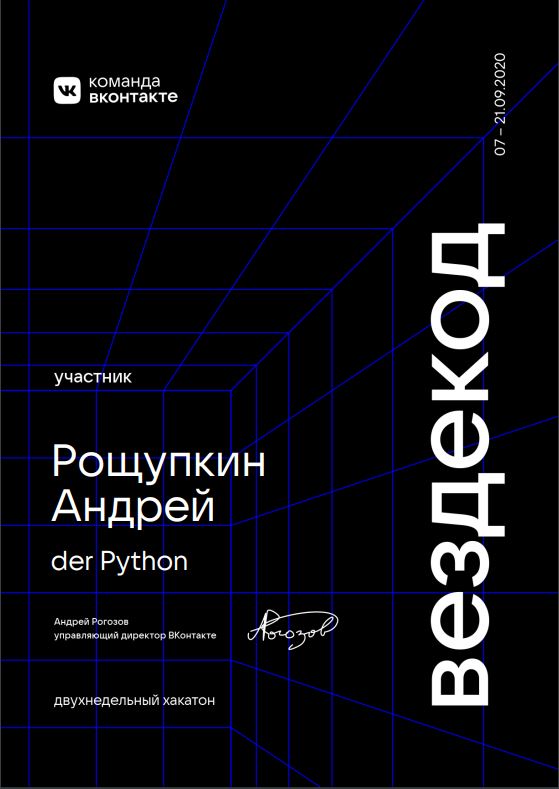 команда
вконтакте
07 – 21.09.2020
вездекод
участник
Рощупкин
Андрей
der Python
Андрей Рогозов
управляющий директор ВКонтакте
Рогозов
двухнедельный хакатон